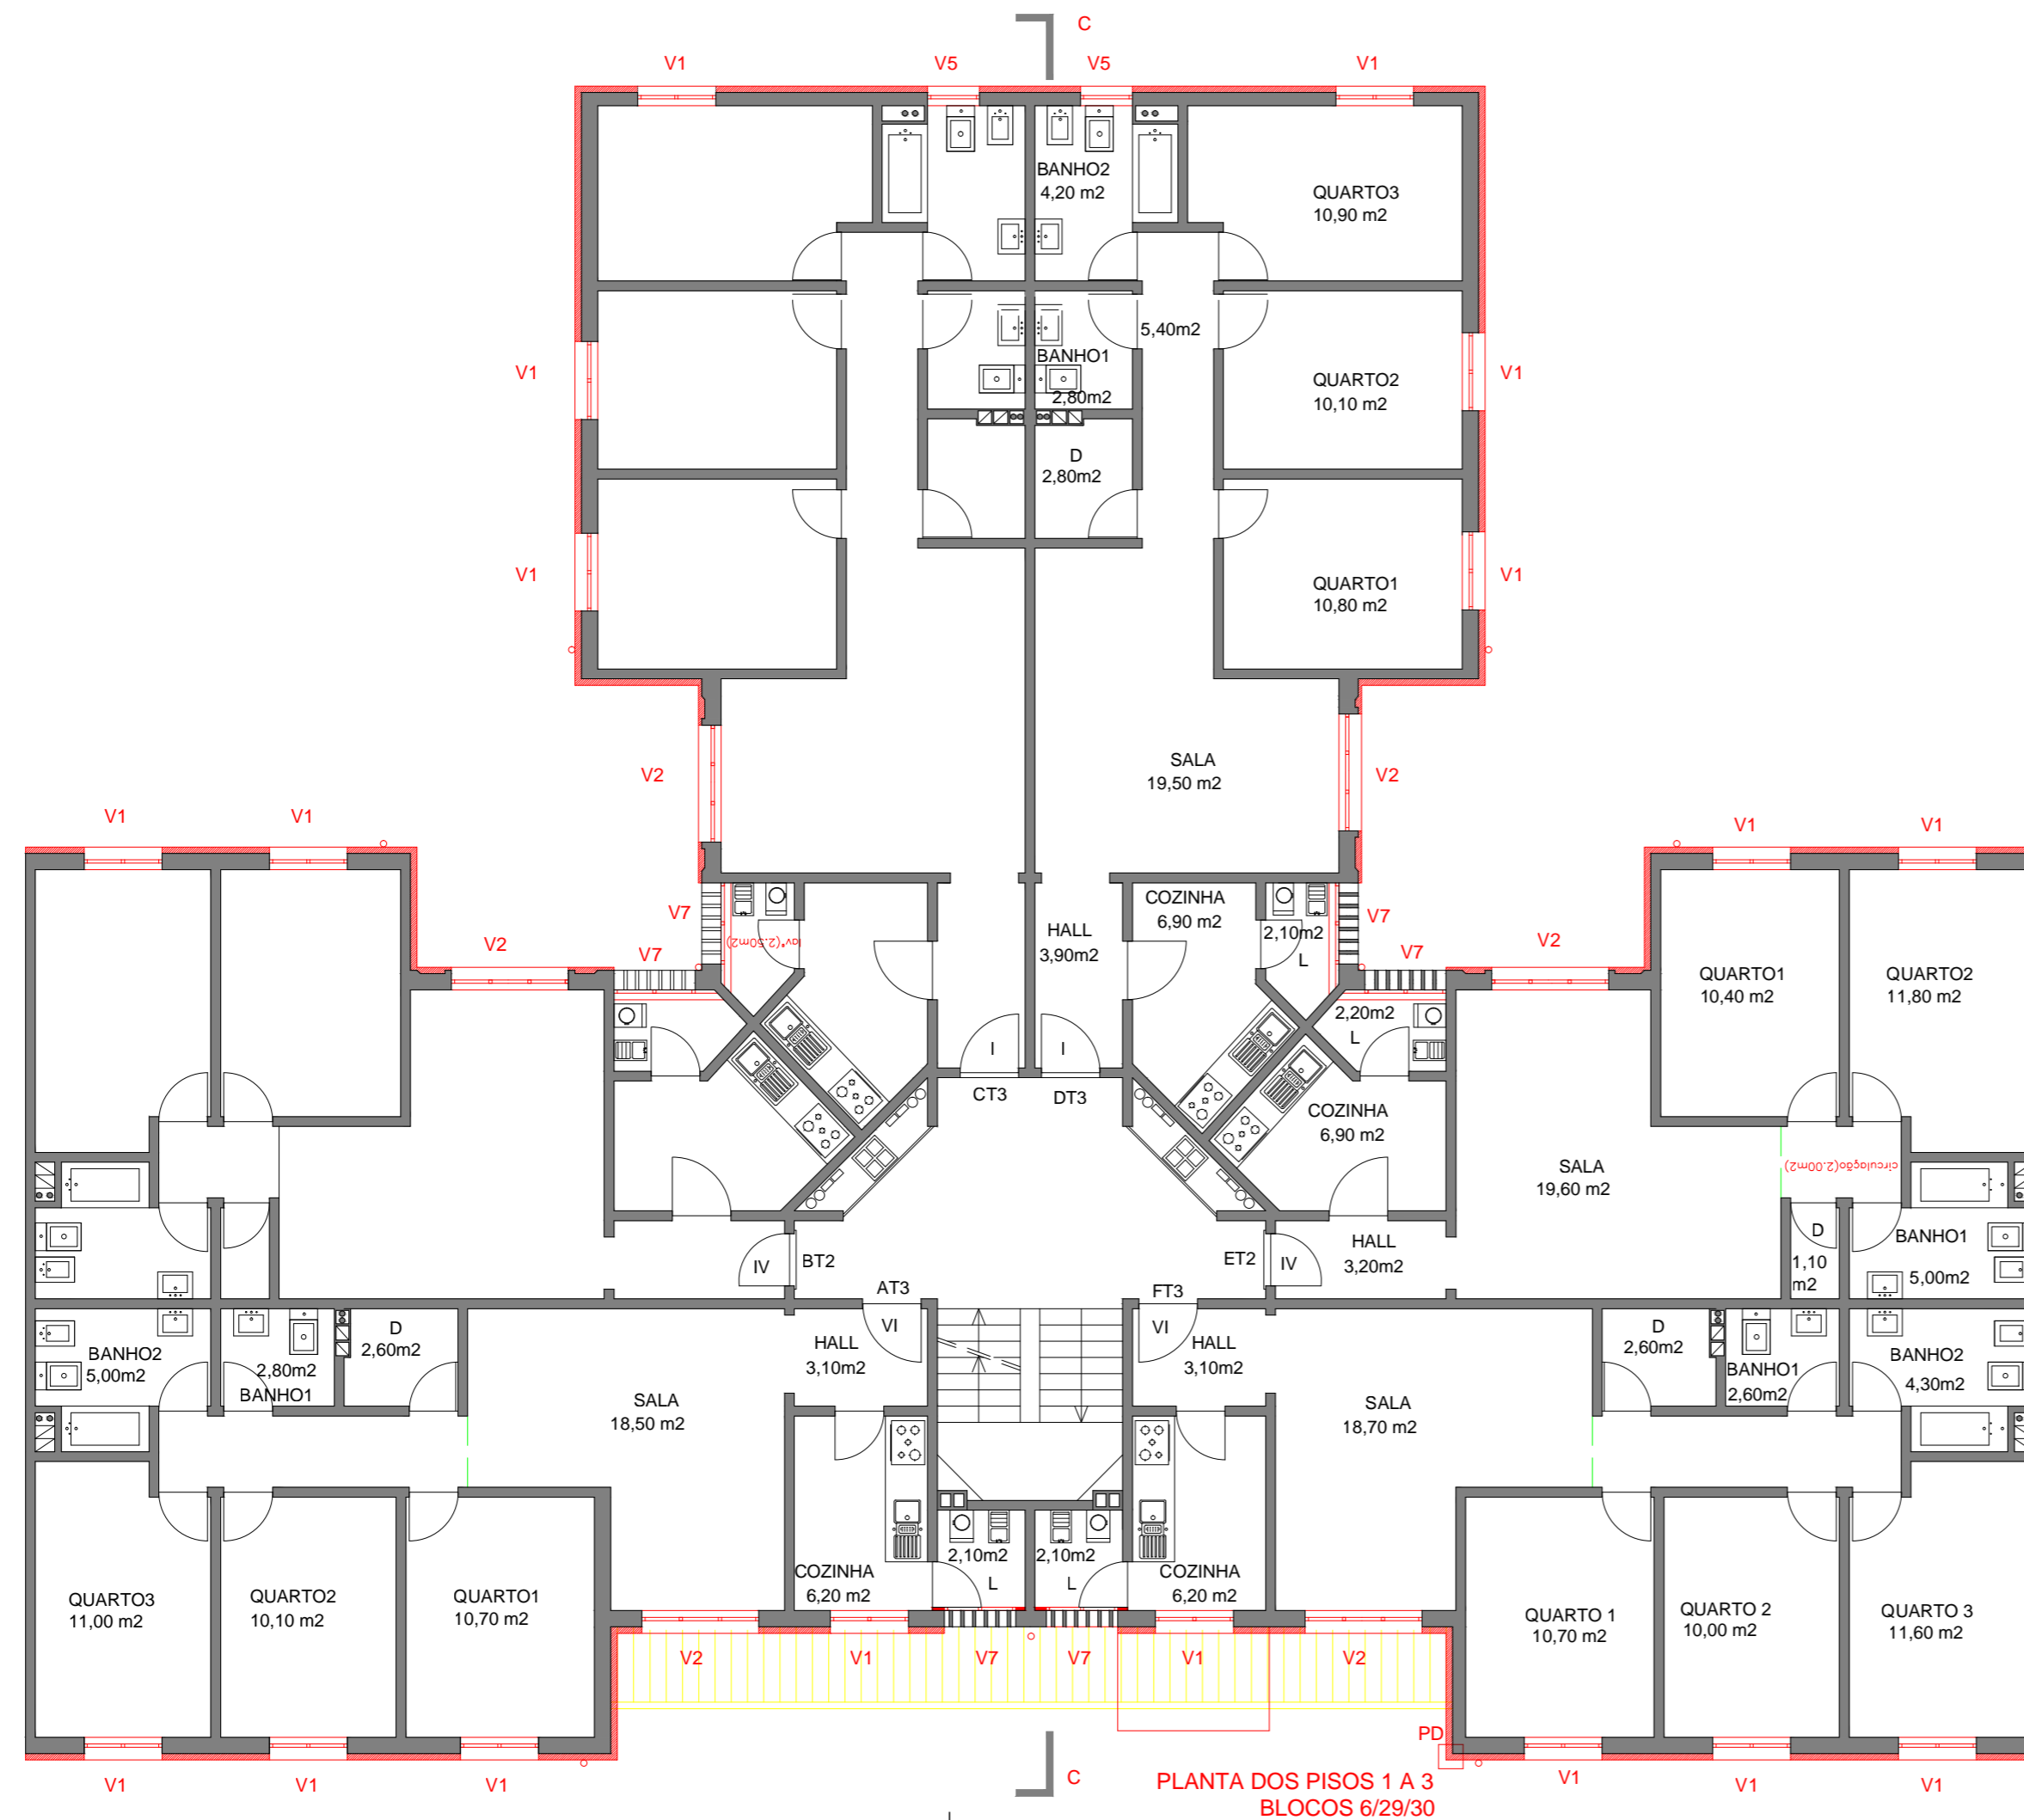 C
V1
V5
V5
V1
BANHO2
4,20 m2
QUARTO3
10,90 m2
V1
5,40m2
BANHO1
2,80m2
QUARTO2
10,10 m2
V1
D
2,80m2
V1
QUARTO1
10,80 m2
V1
V2
SALA
19,50 m2
V2
V1
V1
V1
V1
V2
V7
V7
lavª(2.50m2)
HALL
3,90m2
COZINHA
6,90 m2
2,10m2
L
V7
V7
V2
QUARTO1
10,40 m2
QUARTO2
11,80 m2
2,20m2
L
I
I
CT3
DT3
COZINHA
6,90 m2
SALA
19,60 m2
circulação(2.00m2)
IV
BT2
ET2
IV
HALL
3,20m2
D
1,10
m2
BANHO1
5,00m2
AT3
FT3
VI
VI
BANHO2
5,00m2
2,80m2
BANHO1
D
2,60m2
HALL
3,10m2
HALL
3,10m2
D
2,60m2
BANHO1
2,60m2
BANHO2
4,30m2
SALA
18,50 m2
SALA
18,70 m2
QUARTO3
11,00 m2
QUARTO2
10,10 m2
QUARTO1
10,70 m2
COZINHA
6,20 m2
2,10m2
L
2,10m2
L
COZINHA
6,20 m2
QUARTO 1
10,70 m2
QUARTO 2
10,00 m2
QUARTO 3
11,60 m2
V2
V1
V7
V7
V1
V2
PD
V1
V1
V1
C
V1
V1
V1
PLANTA DOS PISOS 1 A 3
BLOCOS 6/29/30